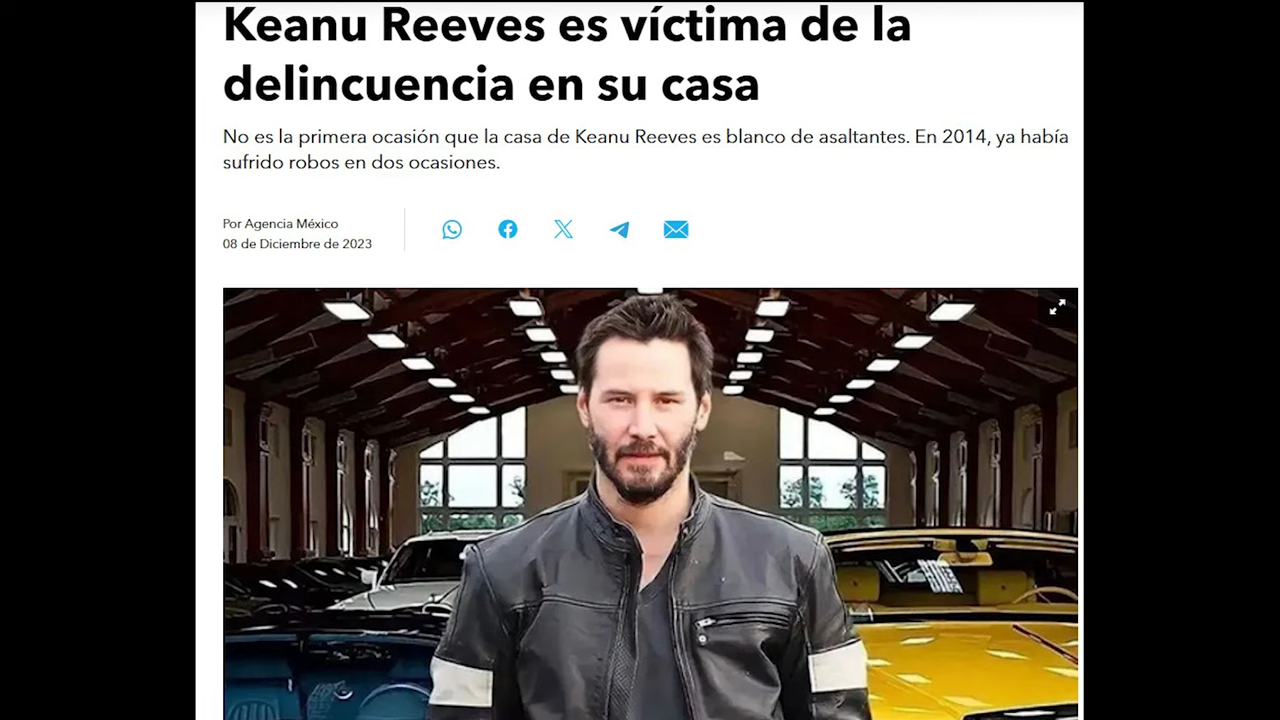 Keanu Reeves es víctima de la
delincuencia en su casa
No es la primera ocasión que la casa de Keanu Reeves es blanco de asaltantes. En 2014, ya había
sufrido robos en dos ocasiones.
Por Agencia México
08 de Diciembre de 2023